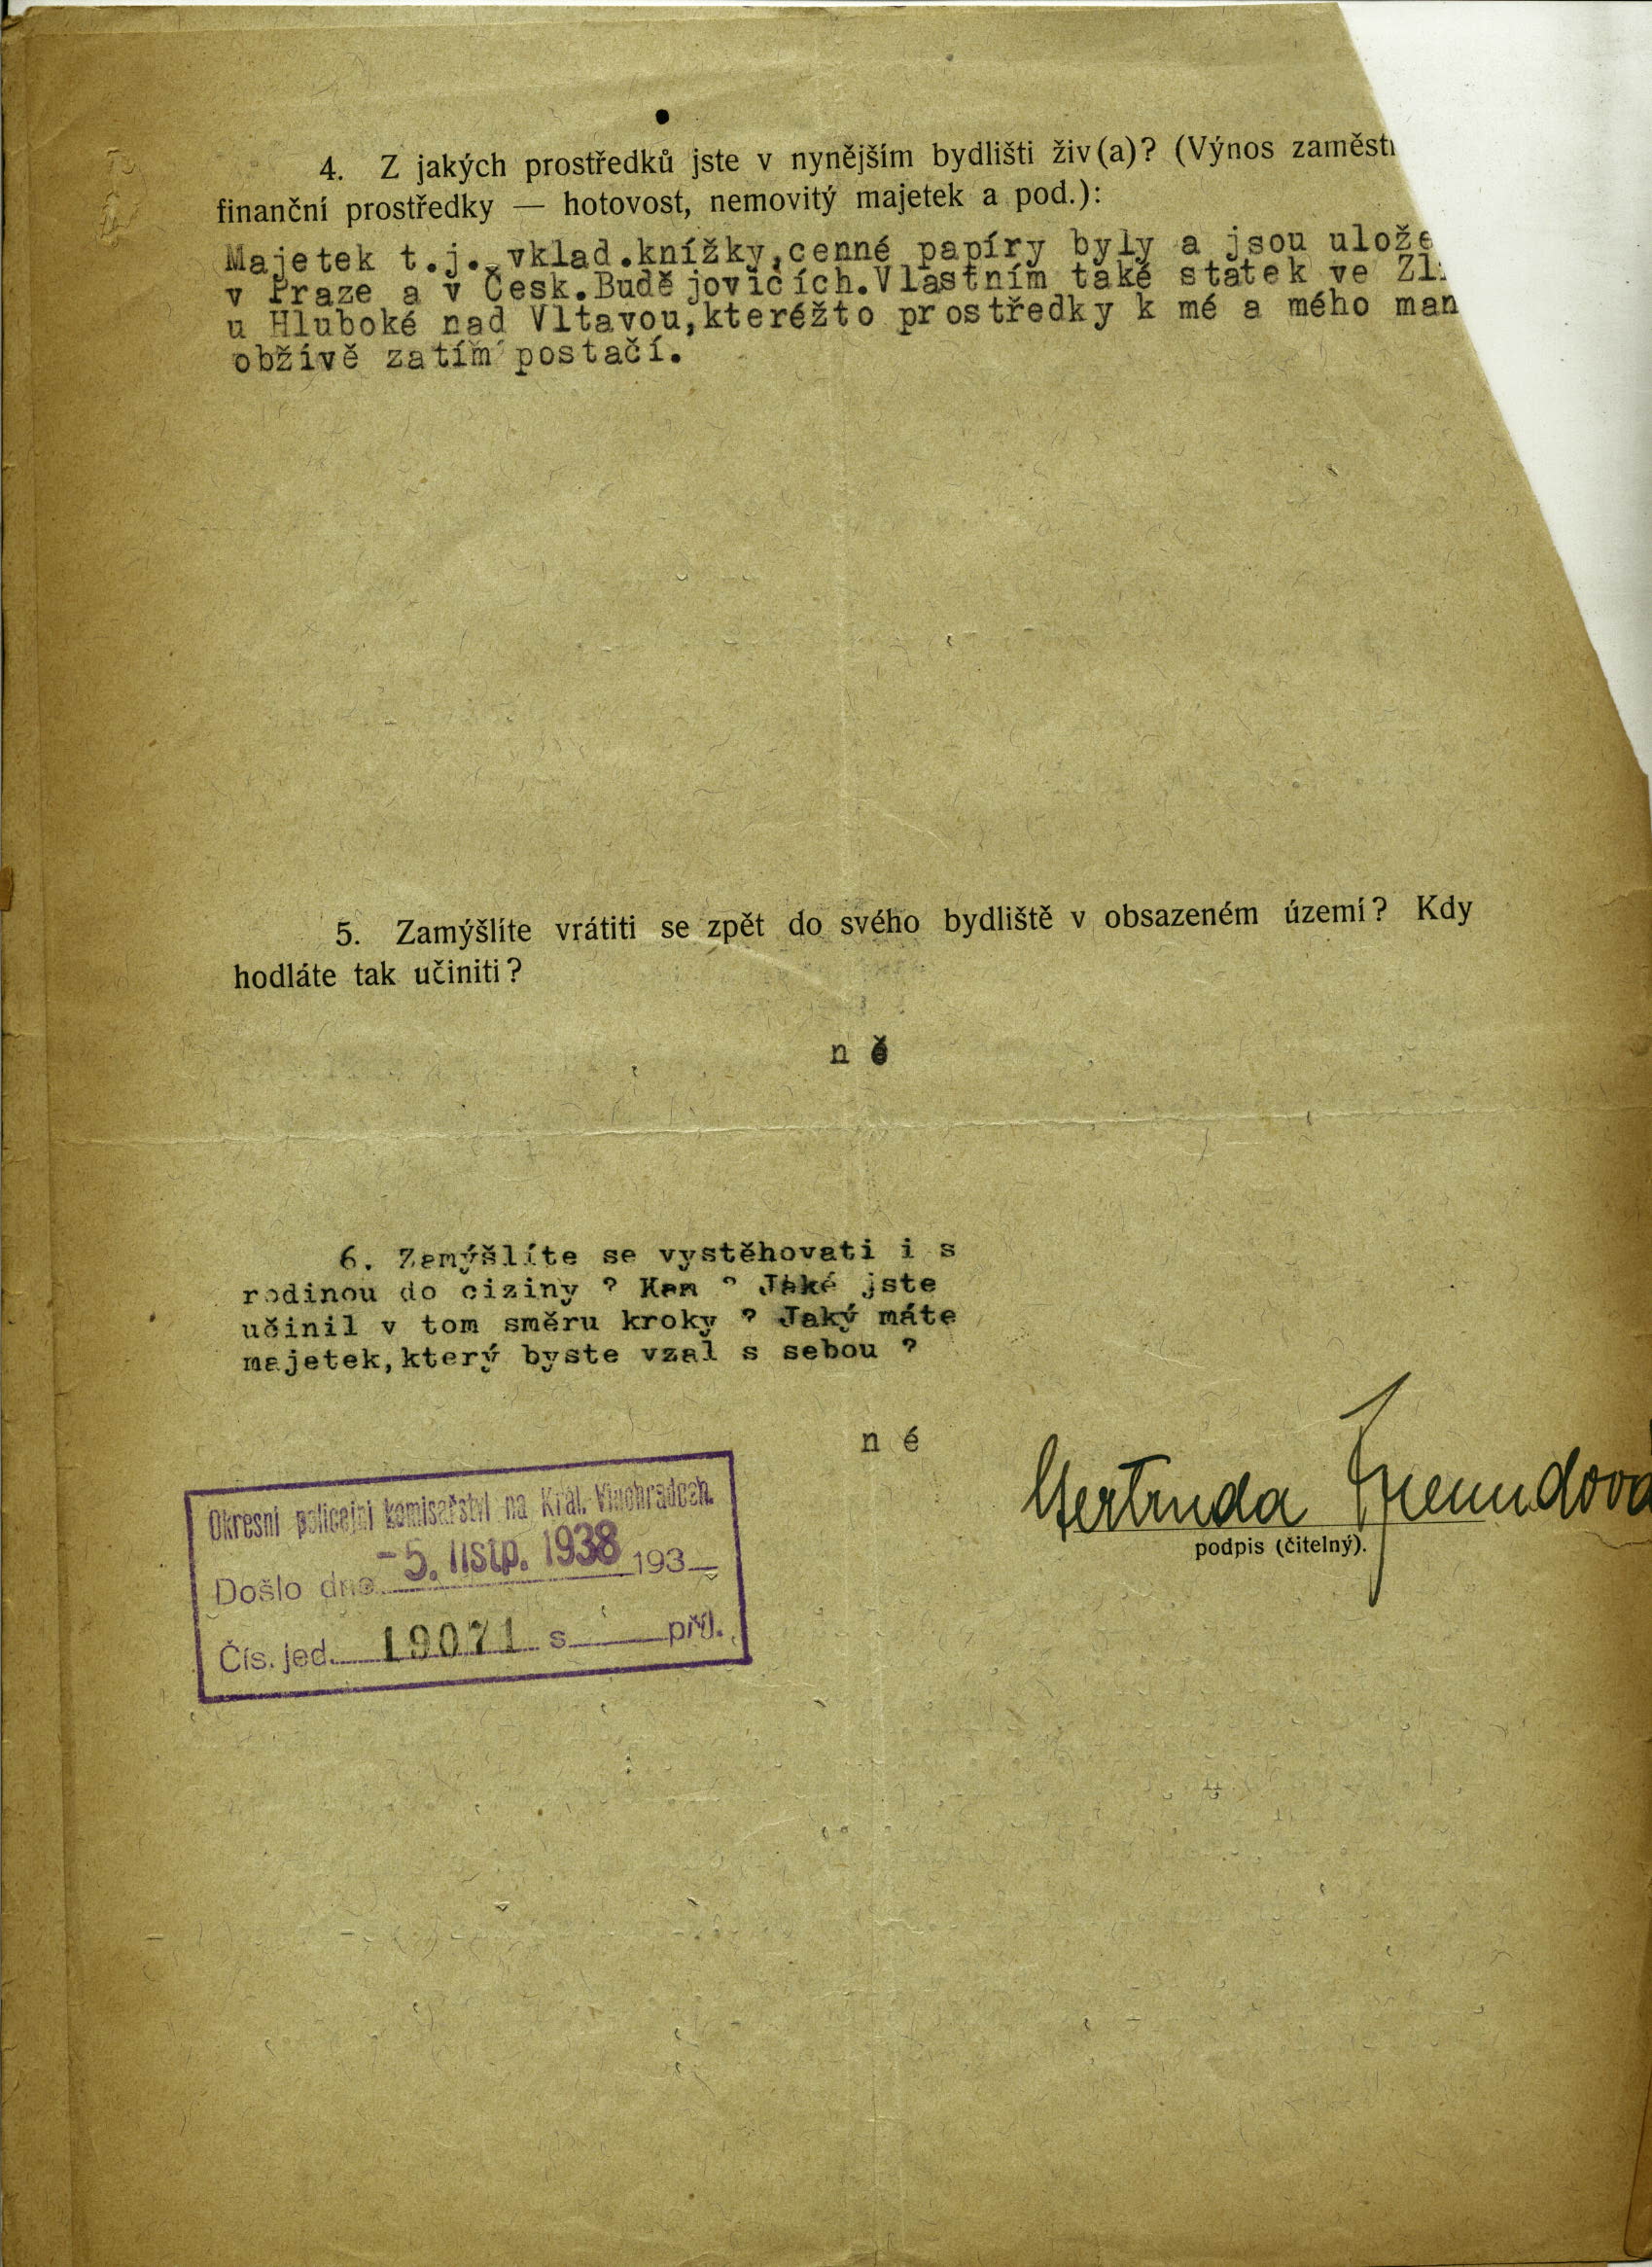 4. Z jakých prostředků jste v nynějším bydlišti živ(a)? (Výnos zaměstn
finanční prostředky — hotovost, nemovitý majetek a pod.):
Majetek t.j. vklad.knížky,cenné papíry byly a jsou ulože
v Praze a v Česk.Budějovicích.Vlastním také statek ve Zl
u Hluboké nad Vltavou,kteréžto prostředky k mé a mého man
obživě zatím postačí.
5. Zamýšlíte vrátiti se zpět do svého bydliště v obsazeném území? Kdy
hodláte tak učiniti?
n é
6. Zamýšlíte se vystěhovati i s
rodinou do ciziny ? Kam ? Jaké jste
učinil v tom směru kroky ? Jaký máte
majetek,který byste vzal s sebou ?
n é
Gertruda Freundová
podpis (čitelný).
Okresní policejní komisařství na Král. Vinohradech.
Došlo dne -5. listp. 1938 193
Čís. jed. 19071 s příl.